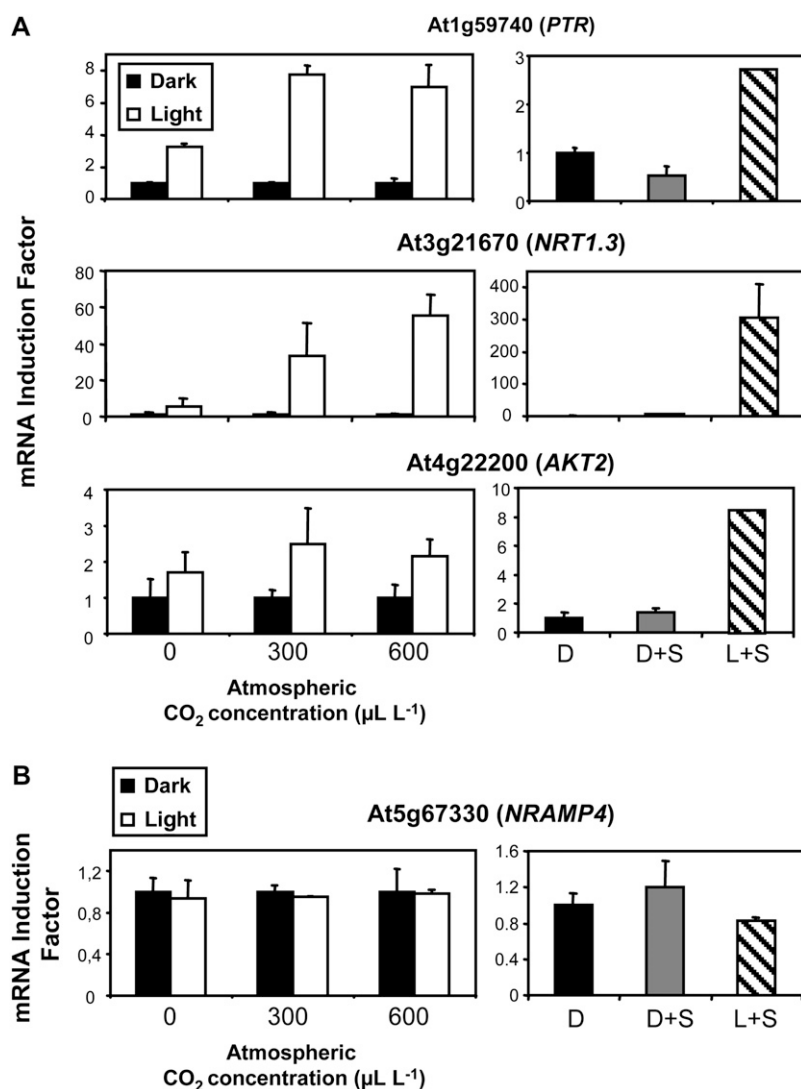 A
At1g59740 (PTR)
Dark
Light
8
6
4
2
0
3
2
1
0
At3g21670 (NRT1.3)
80
60
40
20
0
400
300
200
100
0
At4g22200 (AKT2)
4
3
2
1
0
10
8
6
4
2
0
mRNA Induction Factor
0 300 600
D D+S L+S
Atmospheric
CO₂ concentration (µL L⁻¹)
B
Dark
Light
At5g67330 (NRAMP4)
mRNA Induction
Factor
1,2
0.8
0.4
0
1.6
1.2
0.8
0.4
0
0 300 600
D D+S L+S
Atmospheric
CO₂ concentration (µL L⁻¹)